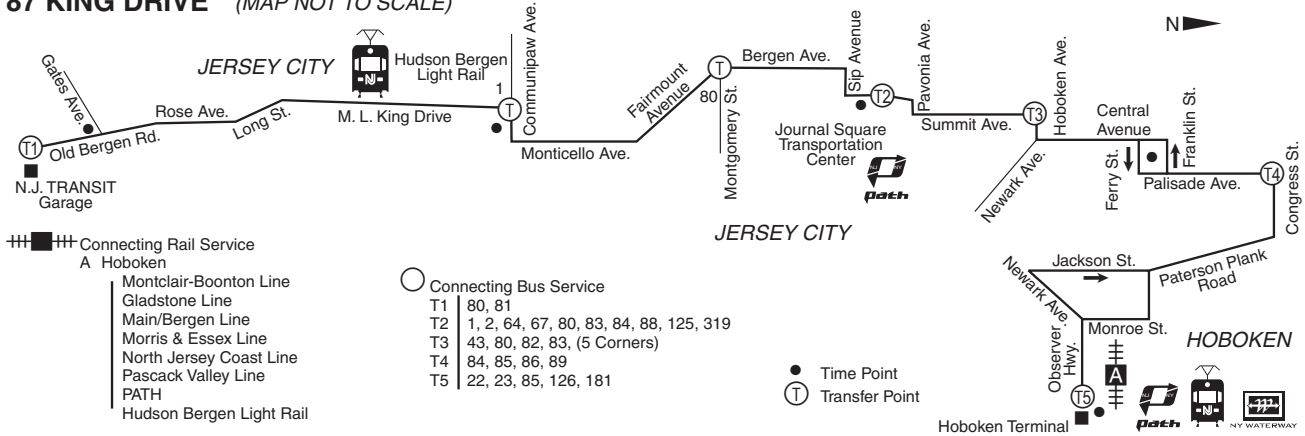 87 KING DRIVE (MAP NOT TO SCALE)
N
JERSEY CITY
Hudson Bergen
Light Rail
1
T
Communipaw Ave.
Gates Ave.
T1
Old Bergen Rd.
Rose Ave.
Long St.
M. L. King Drive
N.J. TRANSIT
Garage
Monticello Ave.
Fairmount
Avenue
T
80
Montgomery St.
Bergen Ave.
Sip Avenue
T2
Journal Square
Transportation
Center
path
Pavonia Ave.
Summit Ave.
T3
Hoboken Ave.
Newark Ave.
Central
Avenue
Ferry St.
Franklin St.
Palisade Ave.
T4
Congress St.
JERSEY CITY
Paterson Plank
Road
Jackson St.
Newark Ave.
Monroe St.
Observer
Hwy.
HOBOKEN
A
T5
Hoboken Terminal
path
NY WATERWAY
Connecting Rail Service
A Hoboken
Montclair-Boonton Line
Gladstone Line
Main/Bergen Line
Morris & Essex Line
North Jersey Coast Line
Pascack Valley Line
PATH
Hudson Bergen Light Rail
Connecting Bus Service
T1 80, 81
T2 1, 2, 64, 67, 80, 83, 84, 88, 125, 319
T3 43, 80, 82, 83, (5 Corners)
T4 84, 85, 86, 89
T5 22, 23, 85, 126, 181
Time Point
T Transfer Point